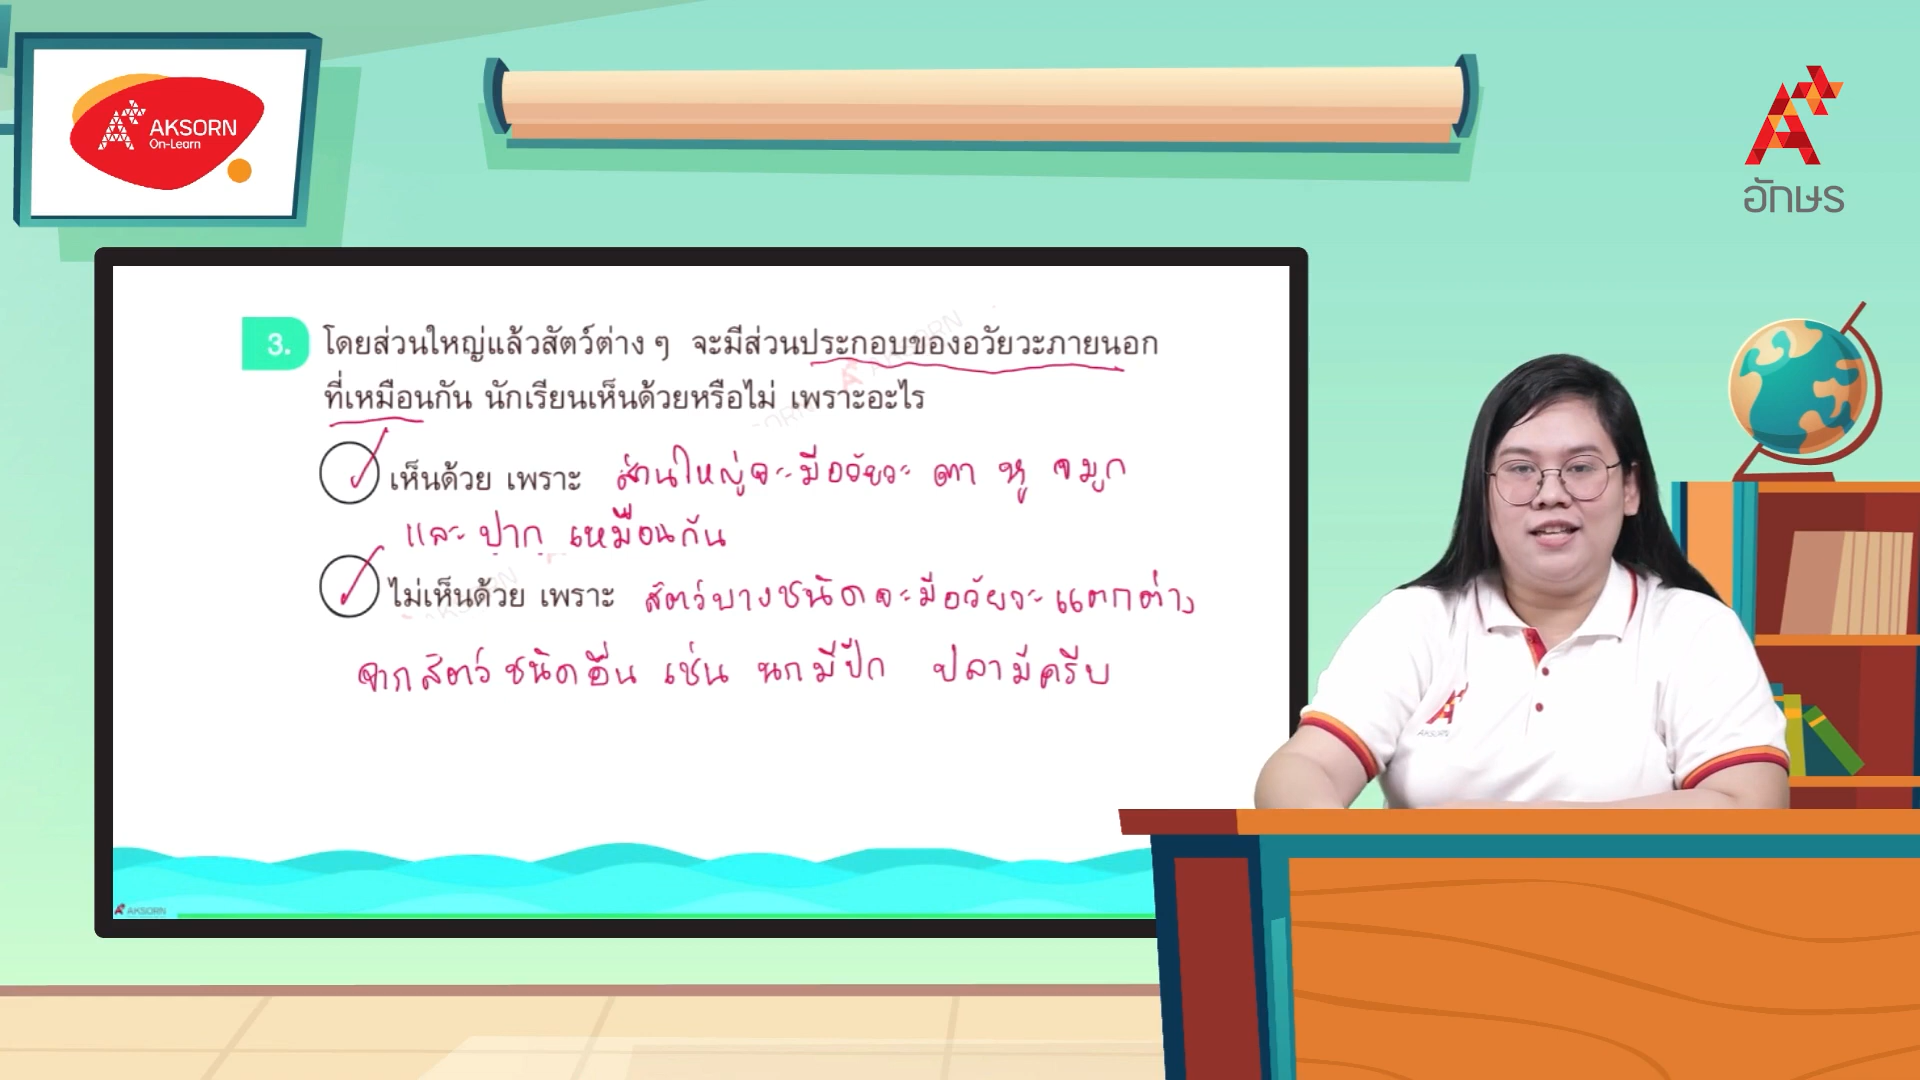 AKSORN
On-Learn
อักษร
3. โดยส่วนใหญ่แล้วสัตว์ต่าง ๆ จะมีส่วนประกอบของอวัยวะภายนอก
ที่เหมือนกัน นักเรียนเห็นด้วยหรือไม่ เพราะอะไร
เห็นด้วย เพราะ ส่วนใหญ่จะมีอวัยวะ ตา หู จมูก
และ ปาก เหมือนกัน
ไม่เห็นด้วย เพราะ สัตว์บางชนิดจะมีอวัยวะแตกต่าง
จากสัตว์ ชนิดอื่น เช่น นกมีปีก ปลามีครีบ
AKSORN
AKSORN